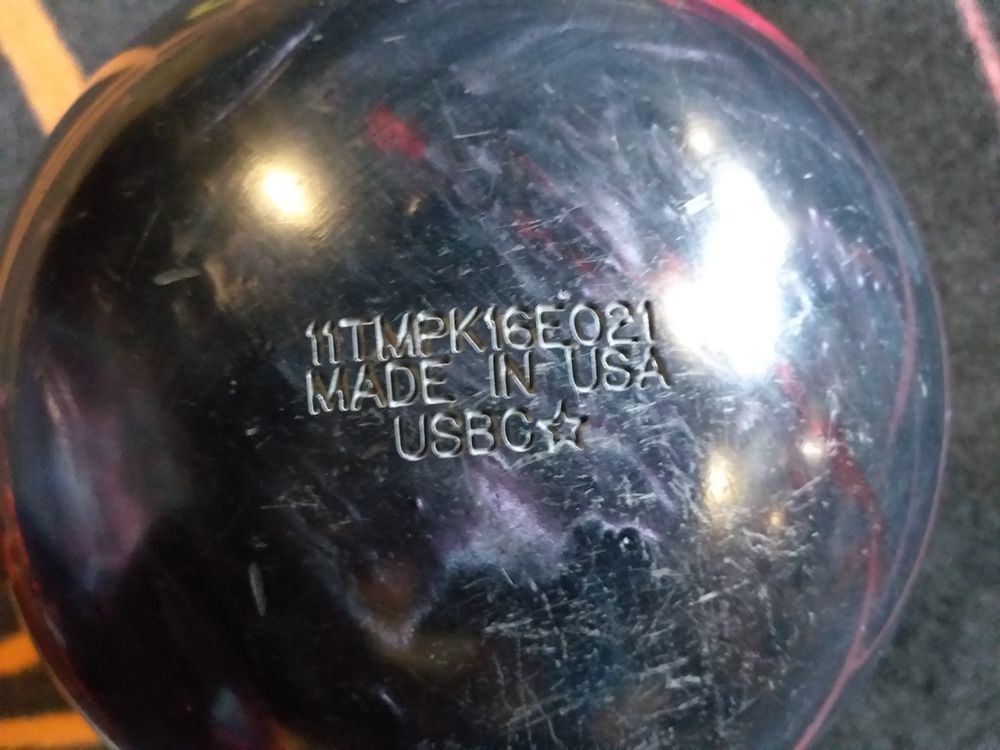 11TMPK16E021
MADE IN USA
USBC☆